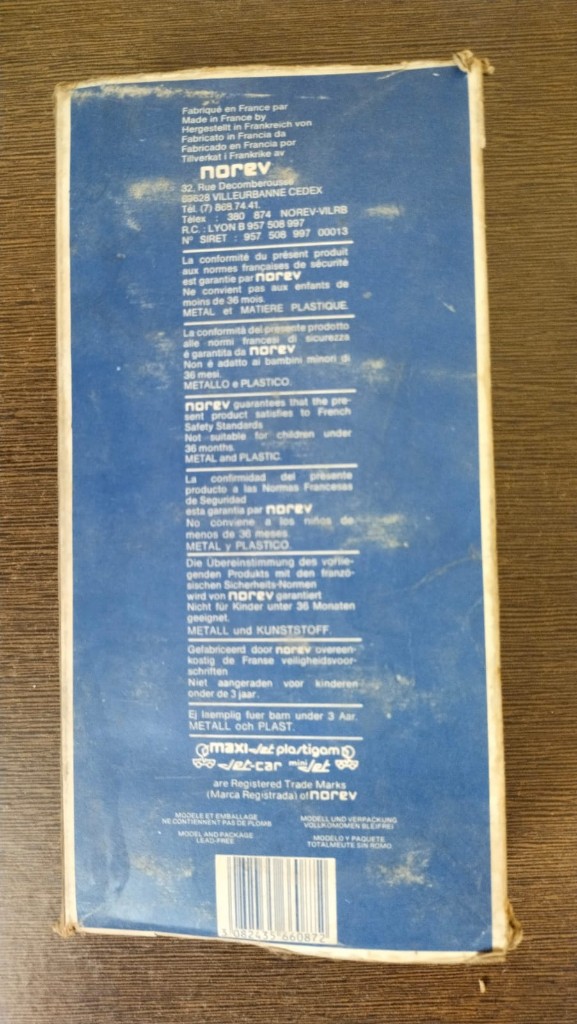 Fabriqué en France par
Made in France by
Hergestellt in Frankreich von
Fabricato in Francia da
Fabricado en Francia por
Tillverkat i Frankrike av
norev
32, Rue Decomberousse
69628 VILLEURBANNE CEDEX
Tél. (7) 868.74.41.
Télex : 380 874 NOREV-VILRB
R.C. : LYON B 957 508 997
N° SIRET : 957 508 997 00013
La conformité du présent produit
aux normes françaises de sécurité
est garantie par norev
Ne convient pas aux enfants de
moins de 36 mois.
METAL et MATIERE PLASTIQUE.
La conformità del presente prodotto
alle normi francesi di sicurezza
é garantita da norev
Non è adatto ai bambini minori di
36 mesi.
METALLO e PLASTICO.
norev guarantees that the pre-
sent product satisfies to French
Safety Standards
Not suitable for children under
36 months.
METAL and PLASTIC.
La confirmidad del présente
producto a las Normas Francesas
de Seguridad
esta garantia par norev
No conviene a los niños de
menos de 36 meses.
METAL y PLASTICO.
Die Übereinstimmung des vorlie-
genden Produkts mit den franzö-
sischen Sicherheits-Normen
wird von norev garantiert
Nicht für Kinder unter 36 Monaten
geeignet.
METALL und KUNSTSTOFF.
Gefabriceerd door norev overeen-
kostig de Franse veiligheidsvoor-
schriften
Niet aangeraden voor kinderen
onder de 3 jaar.
Ej laemplig fuer barn under 3 Aar.
METALL och PLAST.
maxi-Jet plastigam
Jet-car mini Jet
are Registered Trade Marks
(Marca Registrada) of norev
MODELE ET EMBALLAGE
NE CONTIENNENT PAS DE PLOMB
MODELL UND VERPACKUNG
VOLLKOMOMEN BLEIFREI
MODEL AND PACKAGE
LEAD-FREE
MODELO Y PAQUETE
TOTALMEUTE SIN ROMO
3 082435 660872